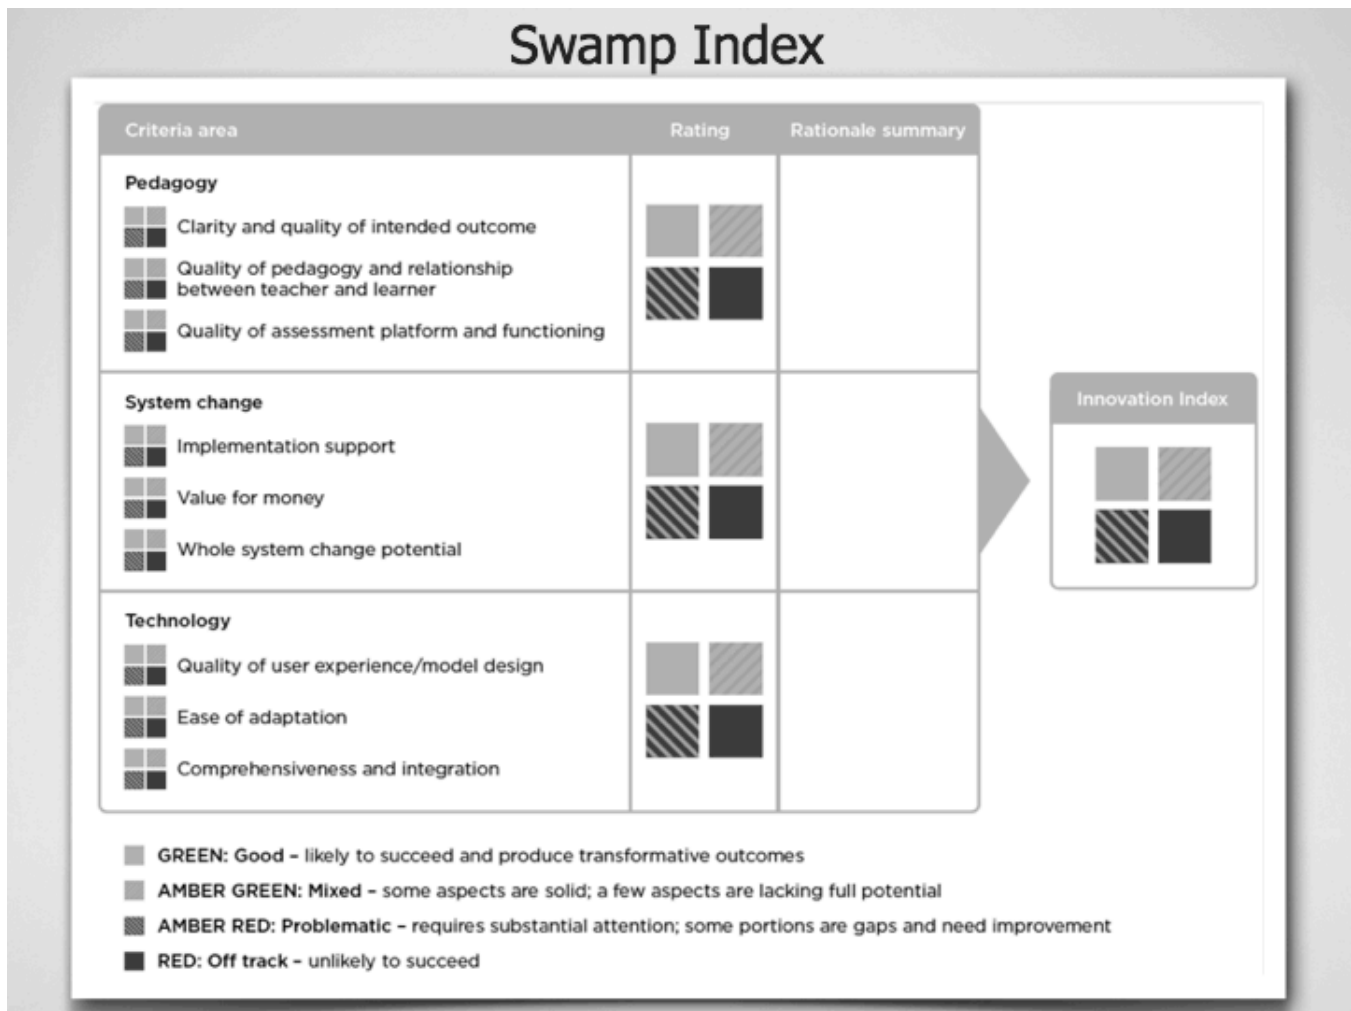 Swamp Index
Criteria area
Rating
Rationale summary
Pedagogy
Clarity and quality of intended outcome
Quality of pedagogy and relationship
between teacher and learner
Quality of assessment platform and functioning
System change
Implementation support
Value for money
Whole system change potential
Technology
Quality of user experience/model design
Ease of adaptation
Comprehensiveness and integration
Innovation Index
GREEN: Good – likely to succeed and produce transformative outcomes
AMBER GREEN: Mixed – some aspects are solid; a few aspects are lacking full potential
AMBER RED: Problematic – requires substantial attention; some portions are gaps and need improvement
RED: Off track – unlikely to succeed